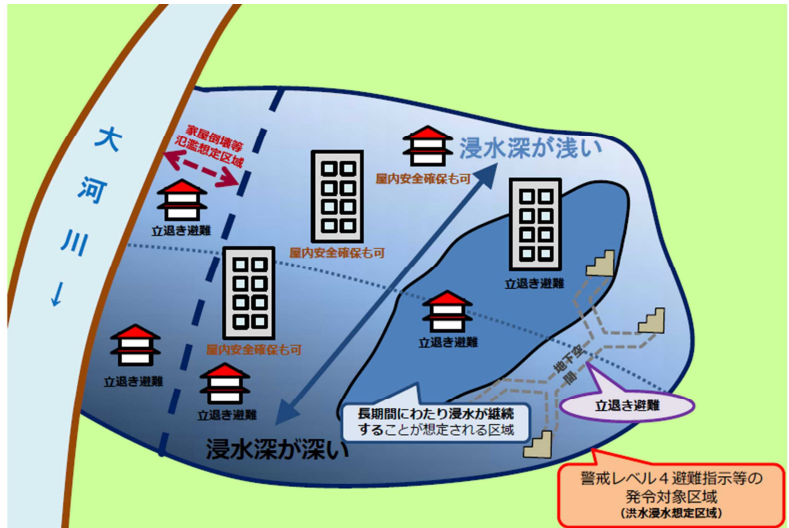 大河川
→
家屋倒壊等
氾濫想定区域
立退き避難
屋内安全確保も可
浸水深が浅い
屋内安全確保も可
立退き避難
立退き避難
屋内安全確保も可
立退き避難
立退き避難
地下空間
立退き避難
長期間にわたり浸水が継続
することが想定される区域
浸水深が深い
警戒レベル4避難指示等の
発令対象区域
(洪水浸水想定区域)